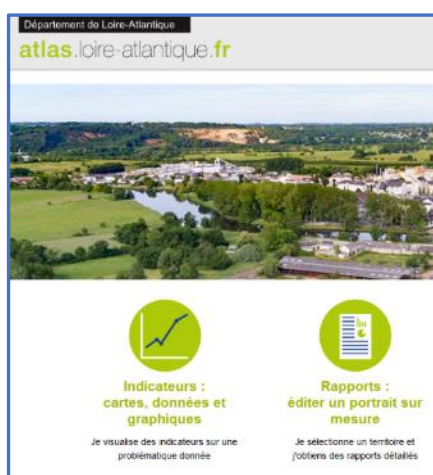 Département de Loire-Atlantique
atlas.loire-atlantique.fr
Indicateurs :
cartes, données et
graphiques
Je visualise des indicateurs sur une
problématique donnée
Rapports :
éditer un portrait sur
mesure
Je sélectionne un territoire et
j'obtiens des rapports détaillés